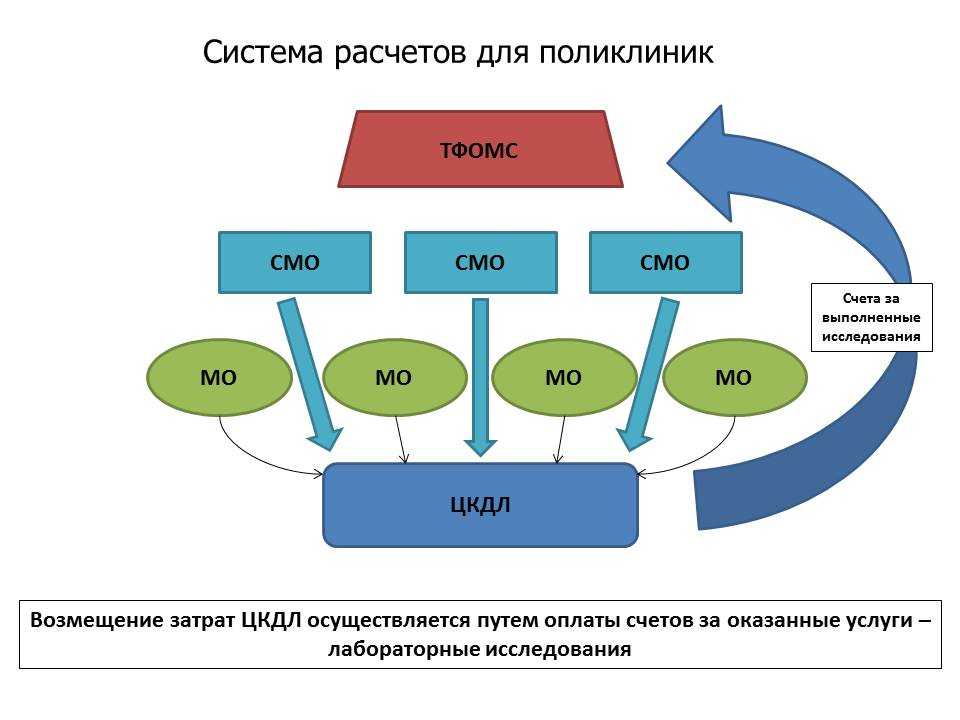 Система расчетов для поликлиник
ТФОМС
СМО
СМО
СМО
Счета за
выполненные
исследования
МО
МО
МО
МО
ЦКДЛ
Возмещение затрат ЦКДЛ осуществляется путем оплаты счетов за оказанные услуги –
лабораторные исследования